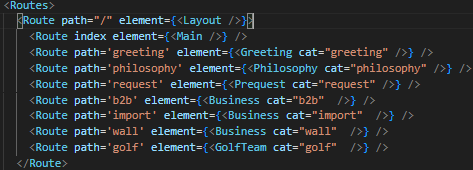 <Routes>
<Route path="/" element={<Layout />}>
<Route index element={<Main />} />
<Route path='greeting' element={<Greeting cat="greeting" />} />
<Route path='philosophy' element={<Philosophy cat="philosophy" />} />
<Route path='request' element={<Prequest cat="request" />} />
<Route path='b2b' element={<Business cat="b2b"  />} />
<Route path='import' element={<Business cat="import"  />} />
<Route path='wall' element={<Business cat="wall"  />} />
<Route path='golf' element={<GolfTeam cat="golf"  />} />
</Route>